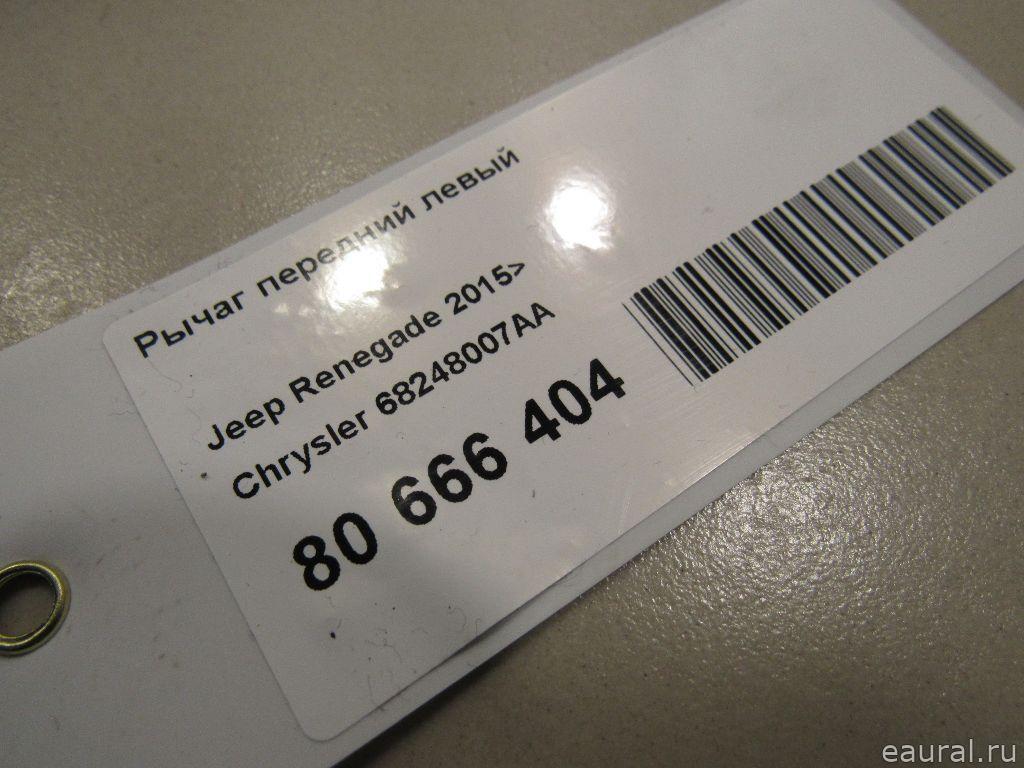 Рычаг передний левый
Jeep Renegade 2015>
Chrysler 68248007AA
80 666 404
eaural.ru